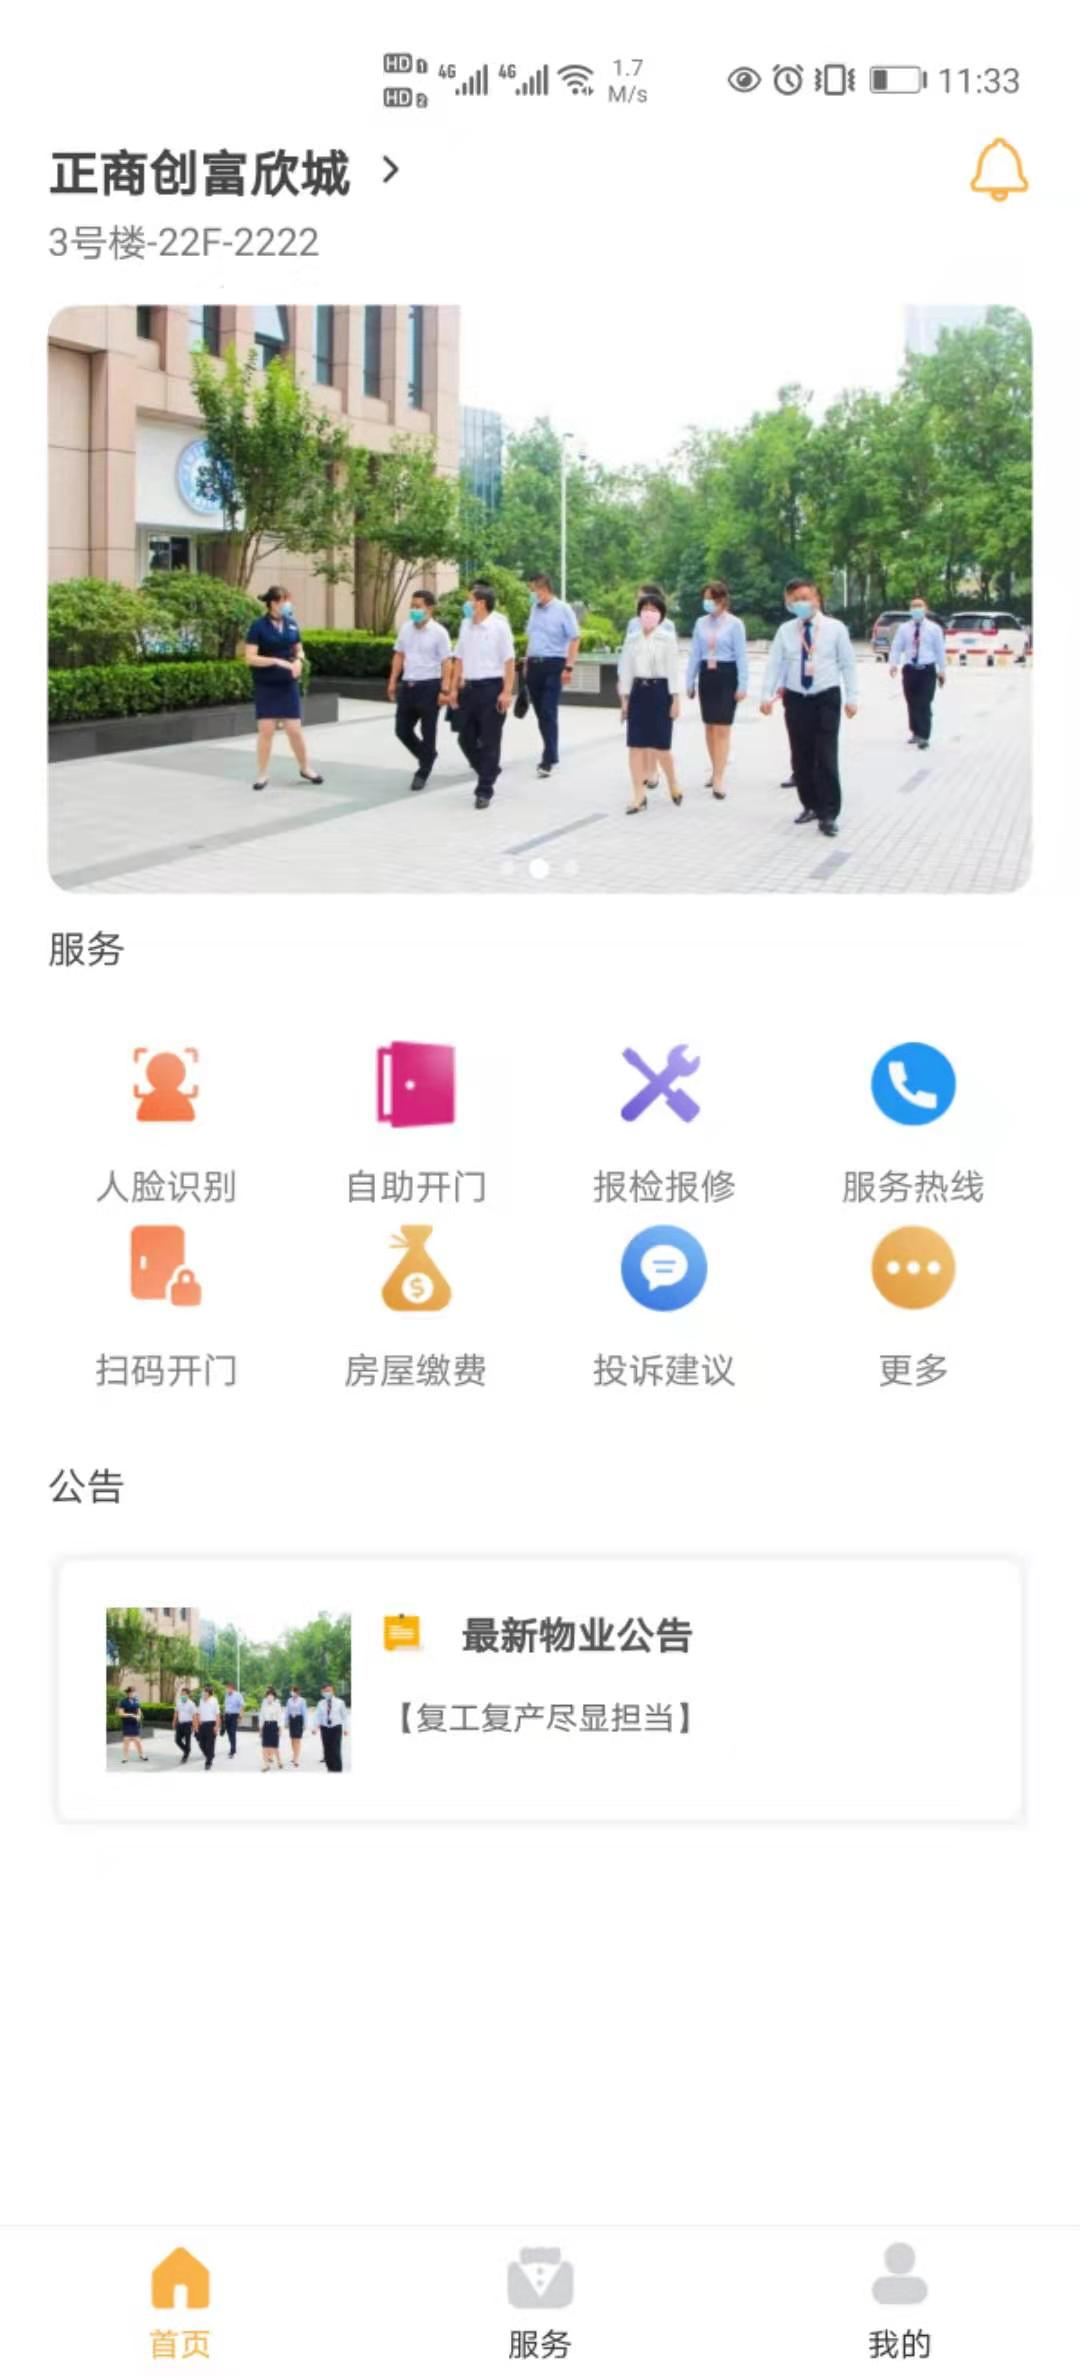 HD 1 4G 4G 1.7 11:33
HD 2 M/s
正商创富欣城
3号楼-22F-2222
服务
人脸识别 自助开门 报检报修 服务热线
扫码开门 房屋缴费 投诉建议 更多
公告
最新物业公告
【复工复产尽显担当】
首页 服务 我的